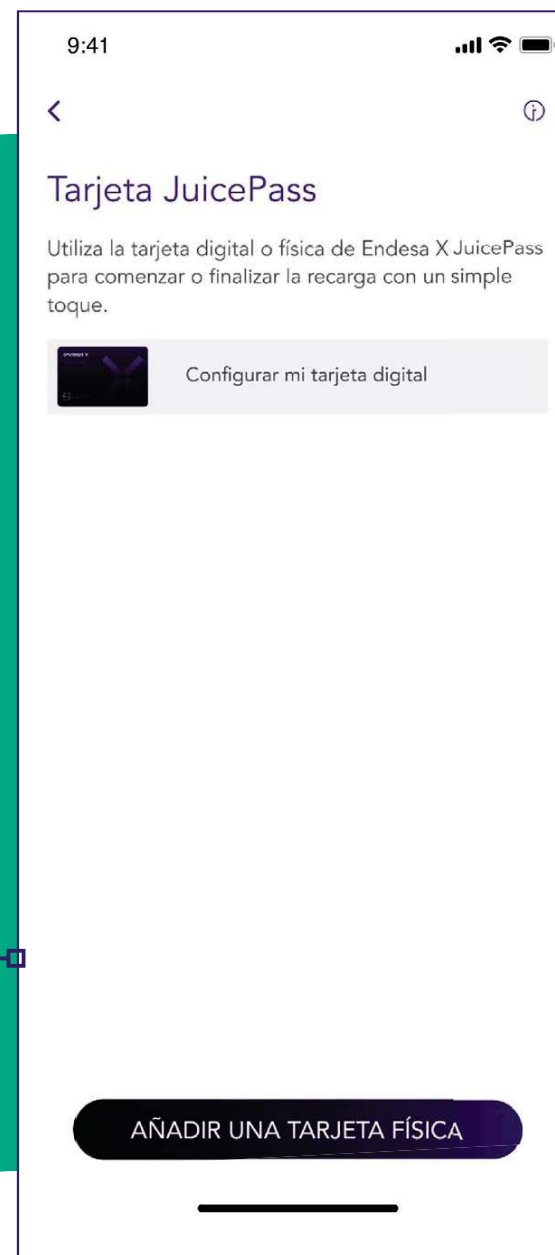 9:41
Tarjeta JuicePass
Utiliza la tarjeta digital o física de Endesa X JuicePass
para comenzar o finalizar la recarga con un simple
toque.
endesa x
Configurar mi tarjeta digital
AÑADIR UNA TARJETA FÍSICA